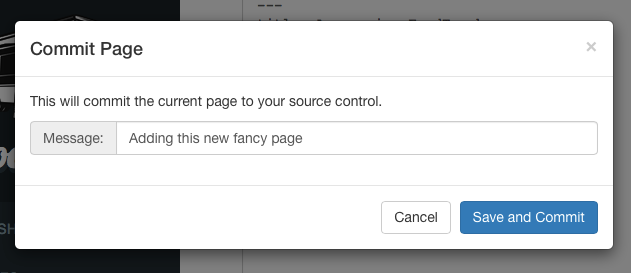 ---
Commit Page
×
This will commit the current page to your source control.
Message: Adding this new fancy page
SH
Cancel Save and Commit